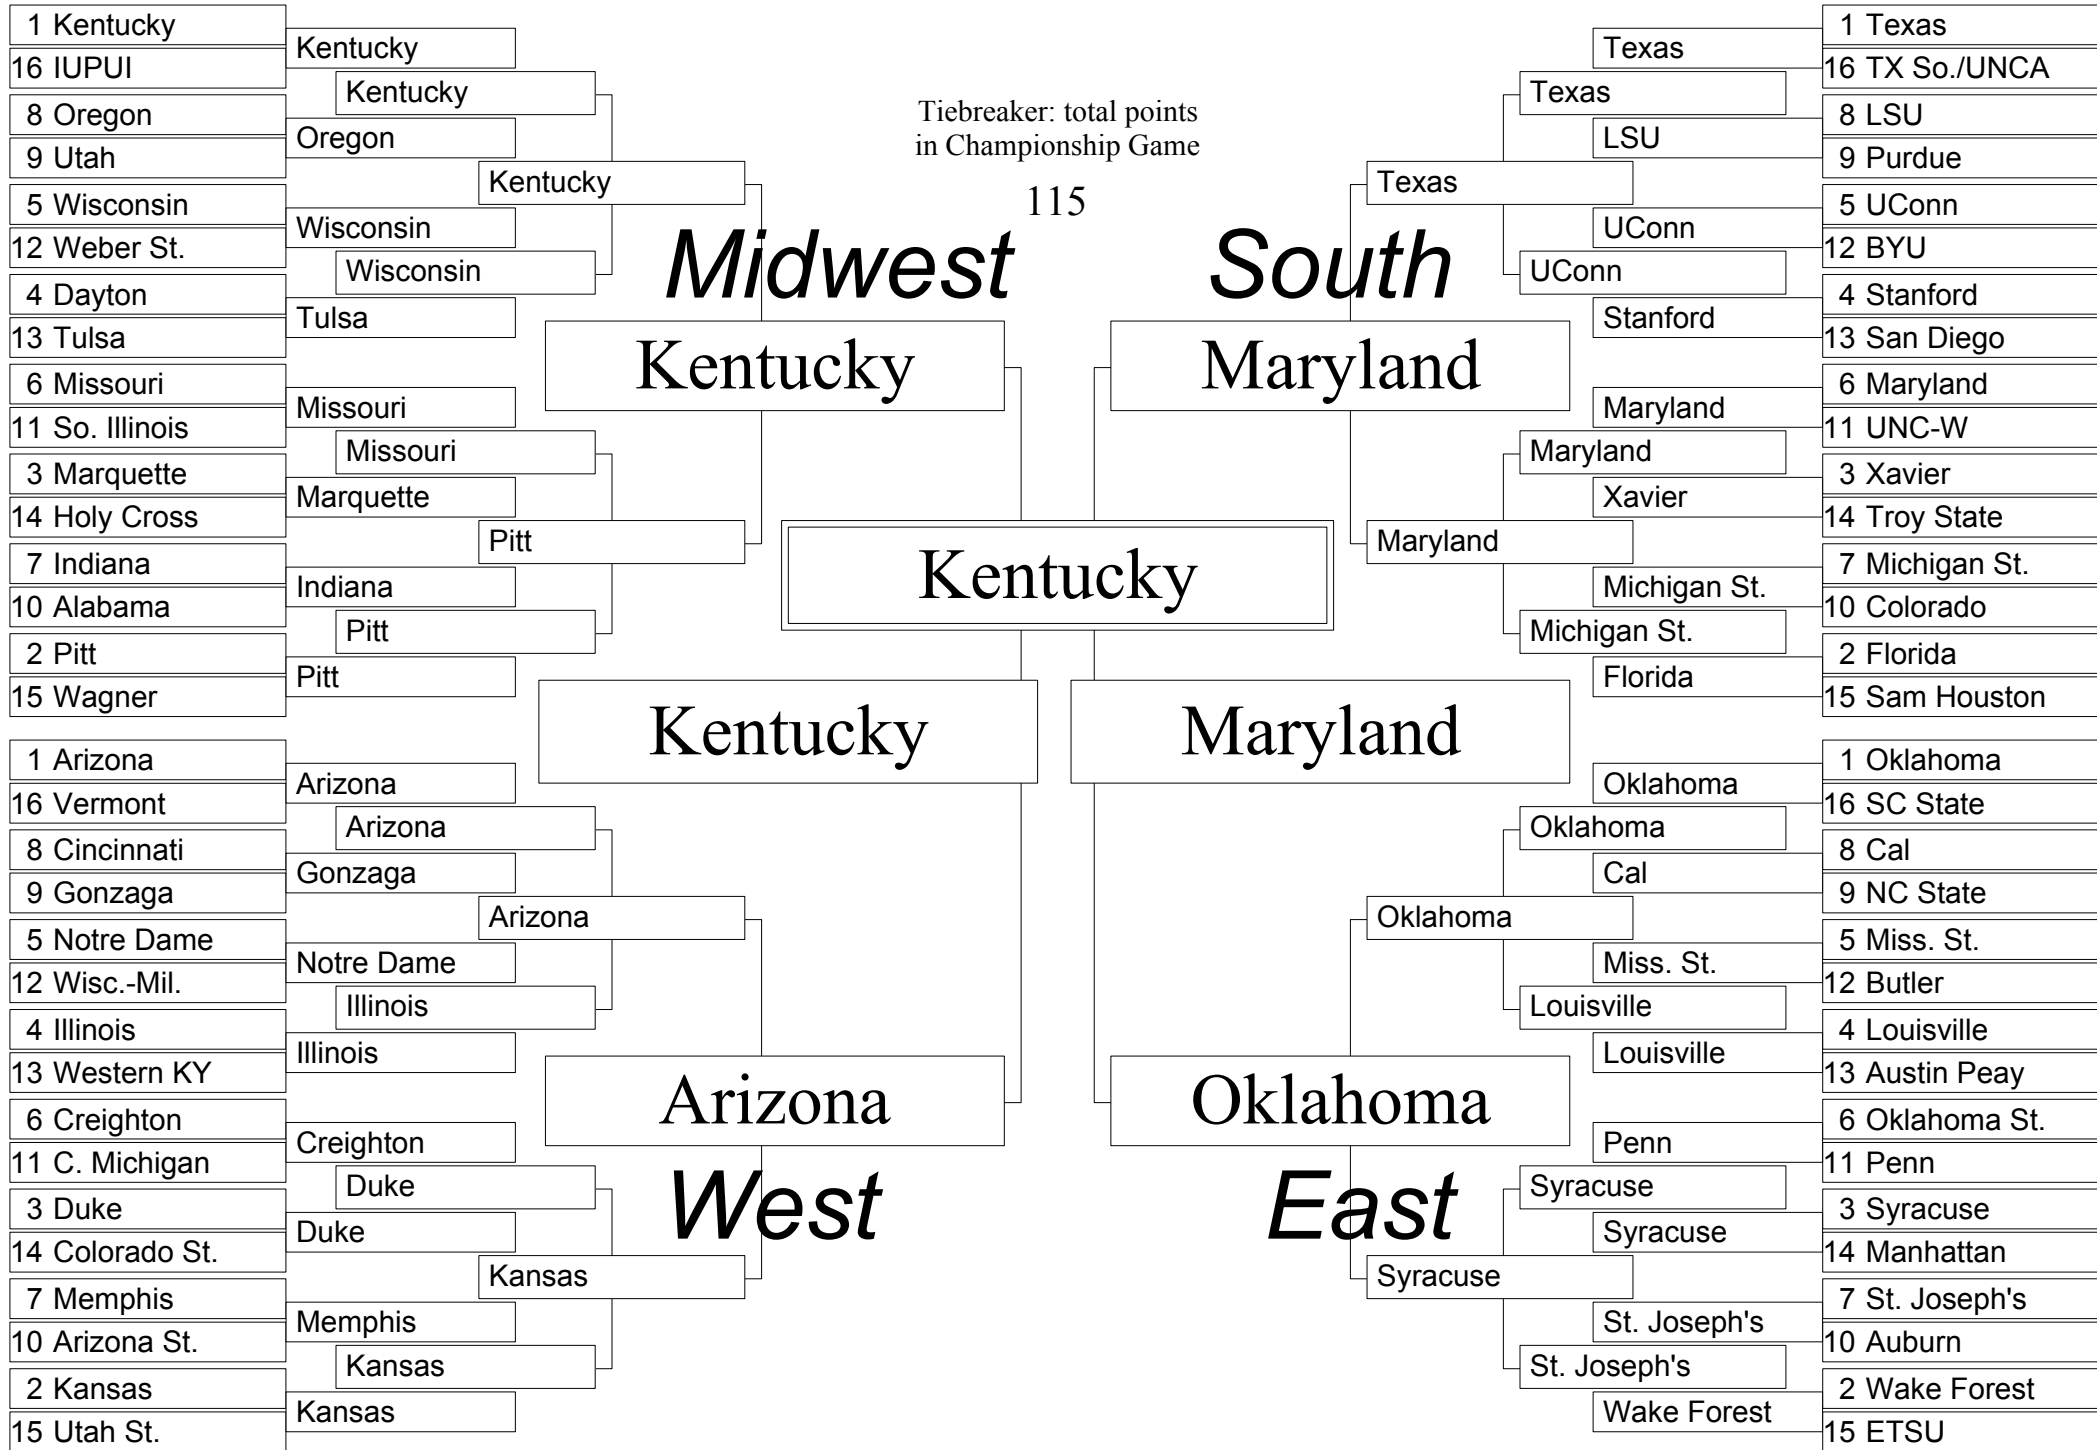 1 Kentucky
16 IUPUI
8 Oregon
9 Utah
5 Wisconsin
12 Weber St.
4 Dayton
13 Tulsa
6 Missouri
11 So. Illinois
3 Marquette
14 Holy Cross
7 Indiana
10 Alabama
2 Pitt
15 Wagner
Kentucky
Oregon
Wisconsin
Tulsa
Missouri
Marquette
Indiana
Pitt
Kentucky
Wisconsin
Missouri
Pitt
Kentucky
Pitt
Midwest
Kentucky
1 Arizona
16 Vermont
8 Cincinnati
9 Gonzaga
5 Notre Dame
12 Wisc.-Mil.
4 Illinois
13 Western KY
6 Creighton
11 C. Michigan
3 Duke
14 Colorado St.
7 Memphis
10 Arizona St.
2 Kansas
15 Utah St.
Arizona
Gonzaga
Notre Dame
Illinois
Creighton
Duke
Memphis
Kansas
Arizona
Illinois
Duke
Kansas
Arizona
Kansas
Arizona
West
Tiebreaker: total points
in Championship Game
115
Kentucky
Kentucky
Maryland
South
Maryland
Texas
Maryland
Texas
UConn
Maryland
Michigan St.
Texas
LSU
UConn
Stanford
Maryland
Xavier
Michigan St.
Florida
1 Texas
16 TX So./UNCA
8 LSU
9 Purdue
5 UConn
12 BYU
4 Stanford
13 San Diego
6 Maryland
11 UNC-W
3 Xavier
14 Troy State
7 Michigan St.
10 Colorado
2 Florida
15 Sam Houston
Oklahoma
East
Oklahoma
Syracuse
Oklahoma
Louisville
Syracuse
St. Joseph's
Oklahoma
Cal
Miss. St.
Louisville
Penn
Syracuse
St. Joseph's
Wake Forest
1 Oklahoma
16 SC State
8 Cal
9 NC State
5 Miss. St.
12 Butler
4 Louisville
13 Austin Peay
6 Oklahoma St.
11 Penn
3 Syracuse
14 Manhattan
7 St. Joseph's
10 Auburn
2 Wake Forest
15 ETSU